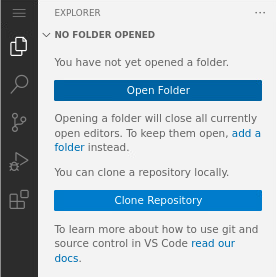 EXPLORER
NO FOLDER OPENED
You have not yet opened a folder.
Open Folder
Opening a folder will close all currently
open editors. To keep them open, add a
folder instead.
You can clone a repository locally.
Clone Repository
To learn more about how to use git and
source control in VS Code read our
docs.